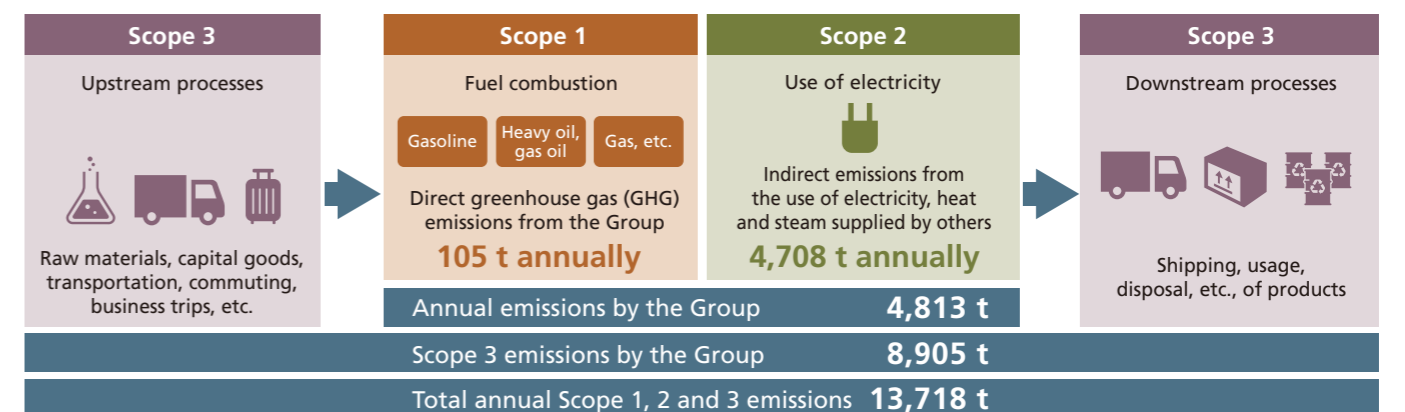 Scope 3
Upstream processes
Raw materials, capital goods,
transportation, commuting,
business trips, etc.
Scope 1
Fuel combustion
Gasoline
Heavy oil,
gas oil
Gas, etc.
Direct greenhouse gas (GHG)
emissions from the Group
105 t annually
Scope 2
Use of electricity
Indirect emissions from
the use of electricity, heat
and steam supplied by others
4,708 t annually
Scope 3
Downstream processes
Shipping, usage,
disposal, etc., of products
Annual emissions by the Group 4,813 t
Scope 3 emissions by the Group 8,905 t
Total annual Scope 1, 2 and 3 emissions 13,718 t